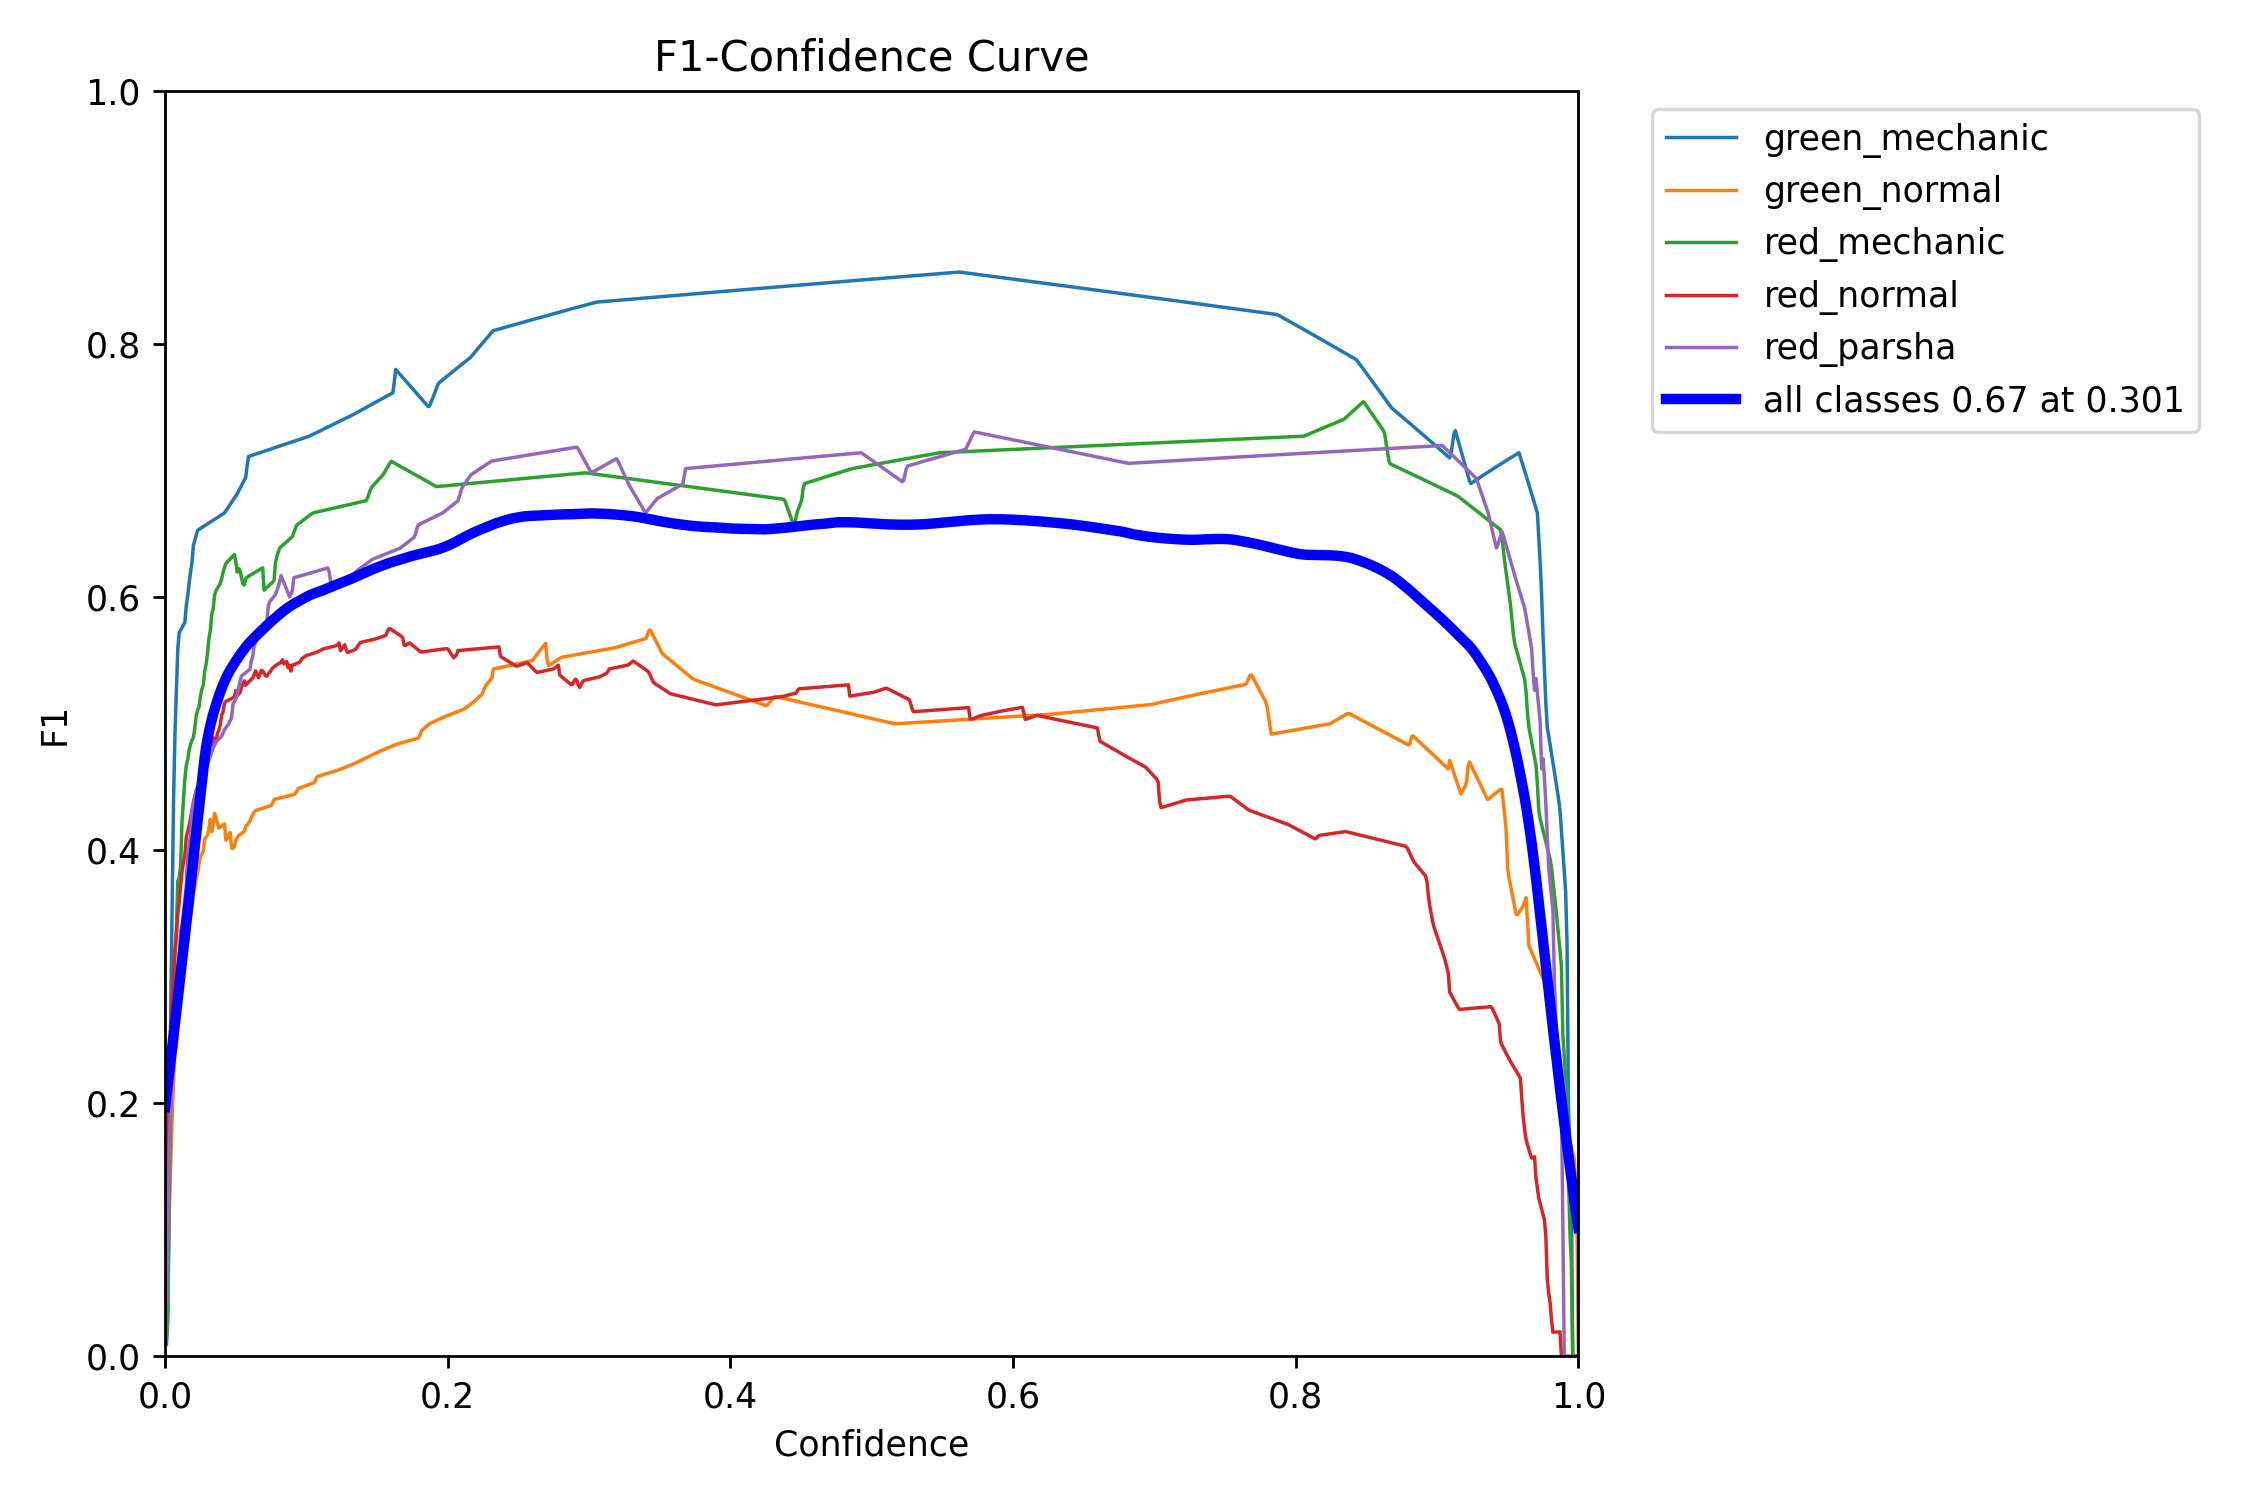 F1-Confidence Curve
1.0
0.8
0.6
0.4
0.2
0.0
F1
0.0 0.2 0.4 0.6 0.8 1.0
Confidence
green_mechanic
green_normal
red_mechanic
red_normal
red_parsha
all classes 0.67 at 0.301